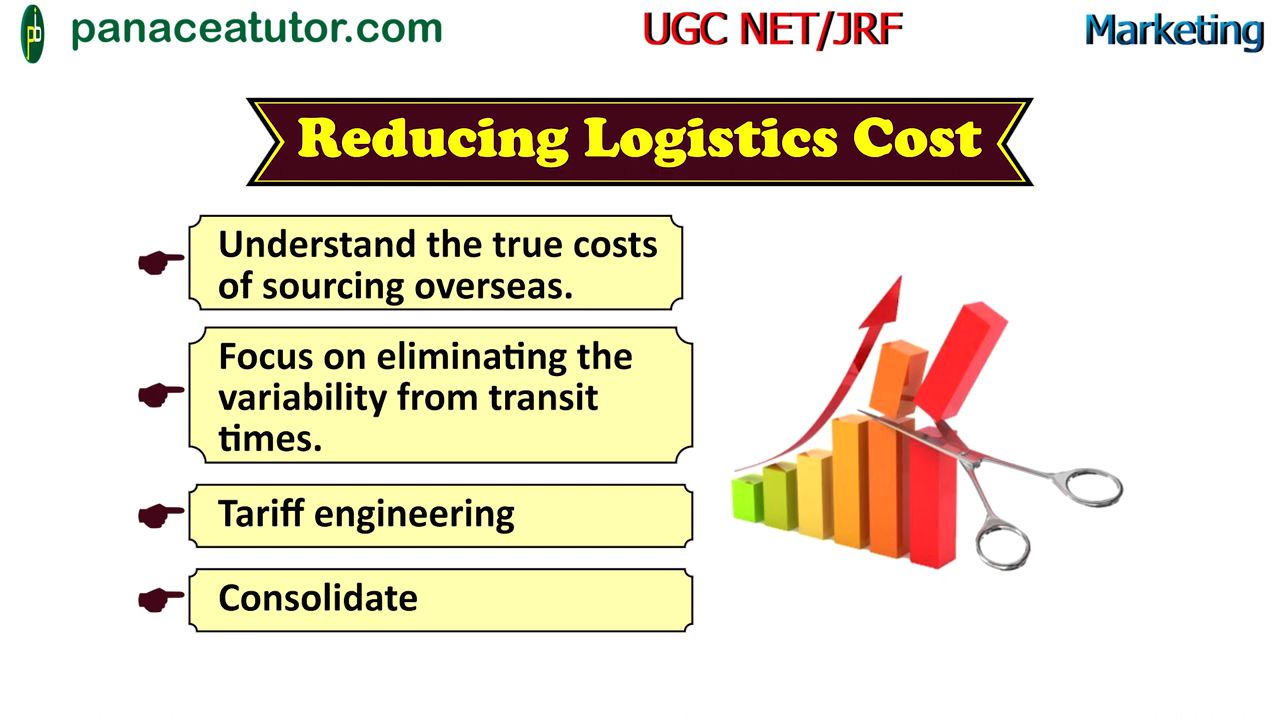 panaceatutor.com
UGC NET/JRF
Marketing
Reducing Logistics Cost
Understand the true costs
of sourcing overseas.
Focus on eliminating the
variability from transit
times.
Tariff engineering
Consolidate